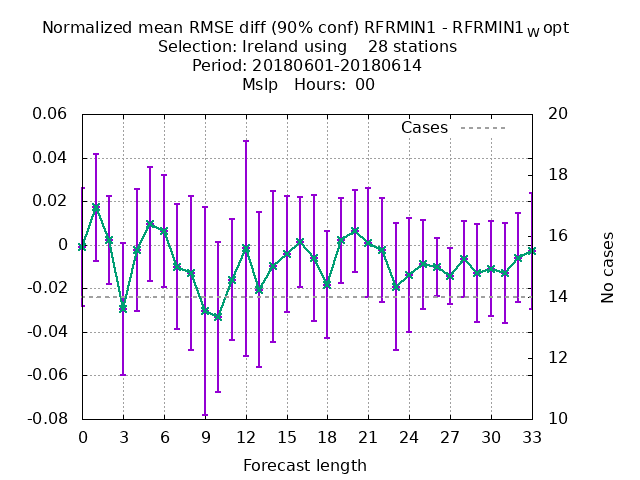 Normalized mean RMSE diff (90% conf) RFRMIN1 - RFRMIN1w opt
Selection: Ireland using 28 stations
Period: 20180601-20180614
Mslp Hours: 00
Cases
0.06
0.04
0.02
0
-0.02
-0.04
-0.06
-0.08
20
18
16
14
12
10
No cases
0 3 6 9 12 15 18 21 24 27 30 33
Forecast length